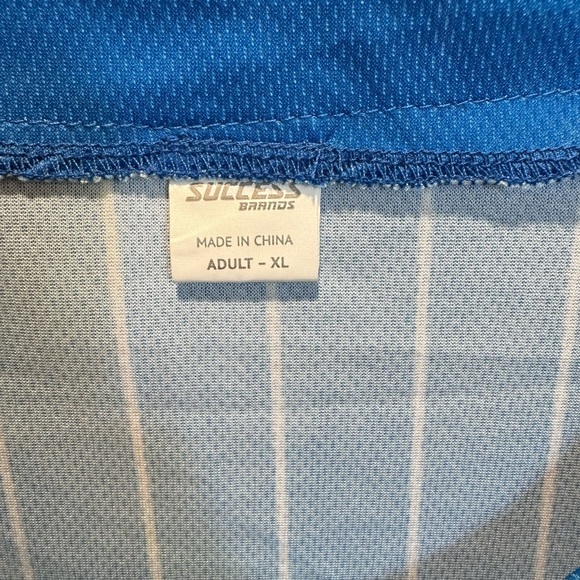 SUCCESS
BRANDS
MADE IN CHINA
ADULT - XL